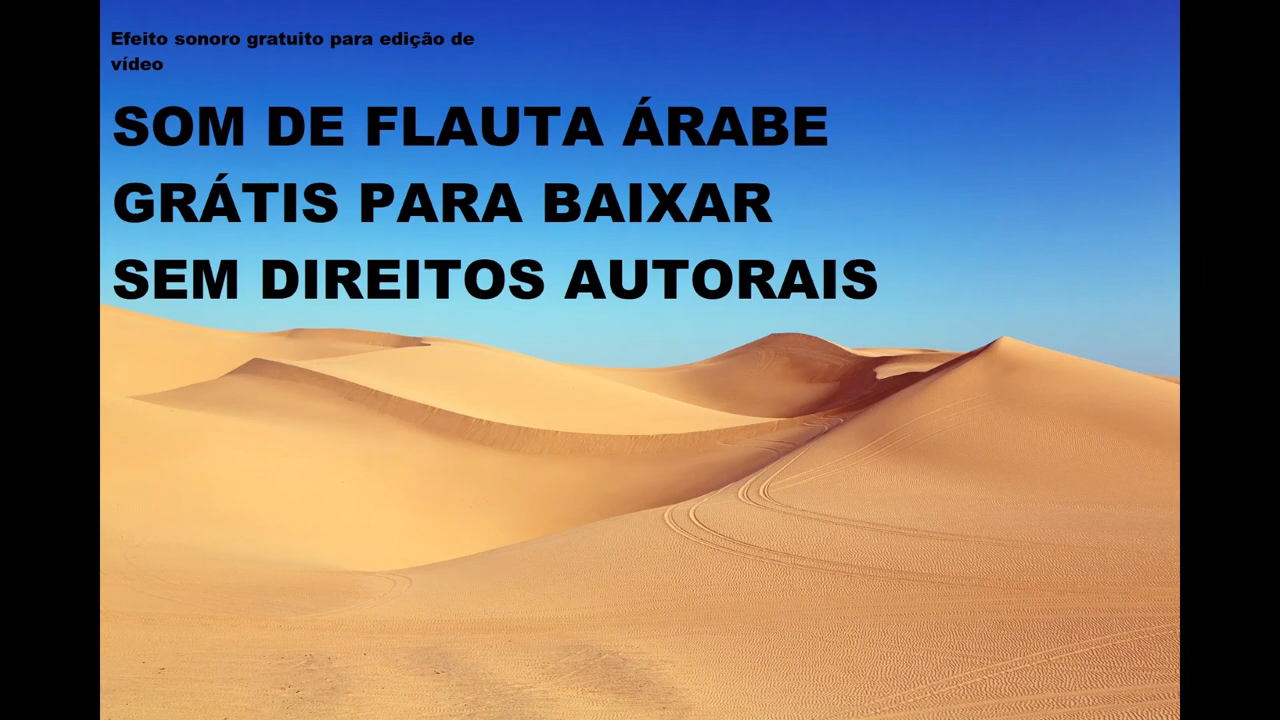 Efeito sonoro gratuito para edição de
vídeo
SOM DE FLAUTA ÁRABE
GRÁTIS PARA BAIXAR
SEM DIREITOS AUTORAIS